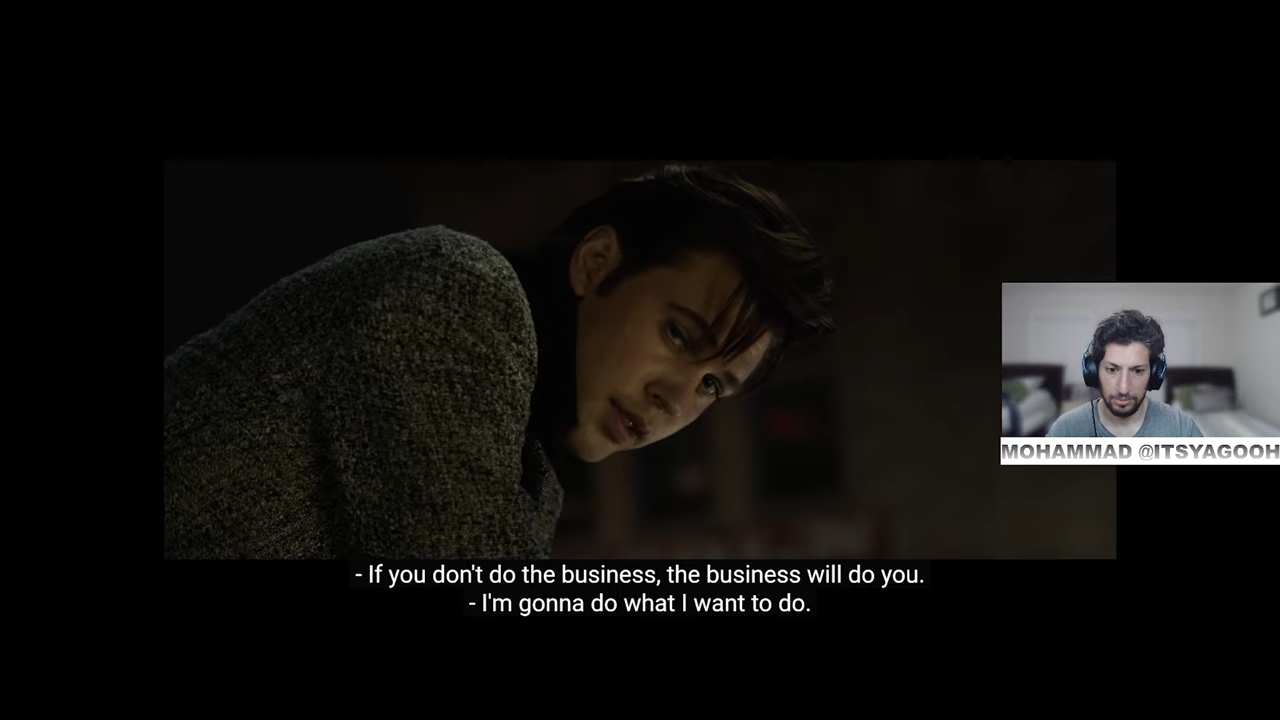 - If you don't do the business, the business will do you.
- I'm gonna do what I want to do.
MOHAMMAD @ITSYAGOOH